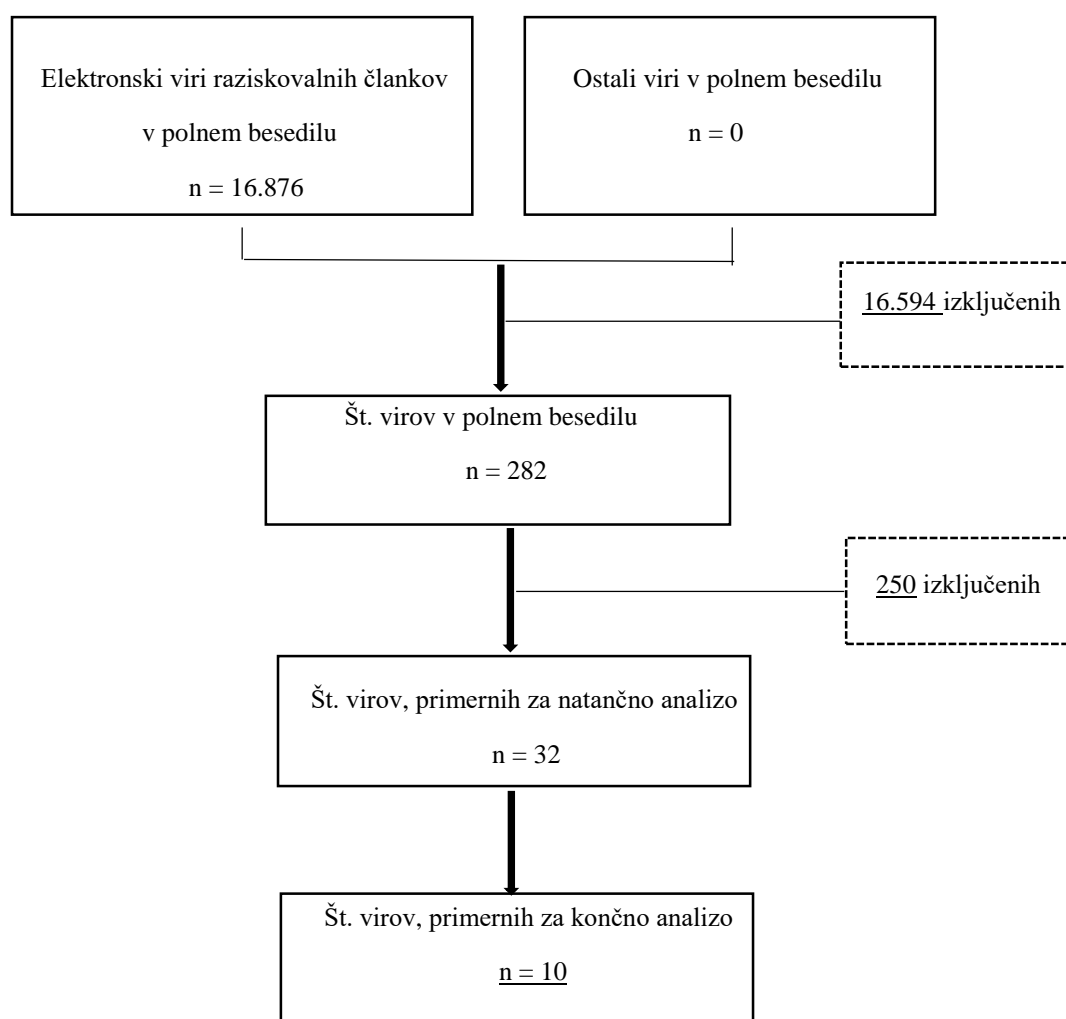 Elektronski viri raziskovalnih člankov
v polnem besedilu
n = 16.876
Ostali viri v polnem besedilu
n = 0
16.594 izključenih
Št. virov v polnem besedilu
n = 282
250 izključenih
Št. virov, primernih za natančno analizo
n = 32
Št. virov, primernih za končno analizo
n = 10